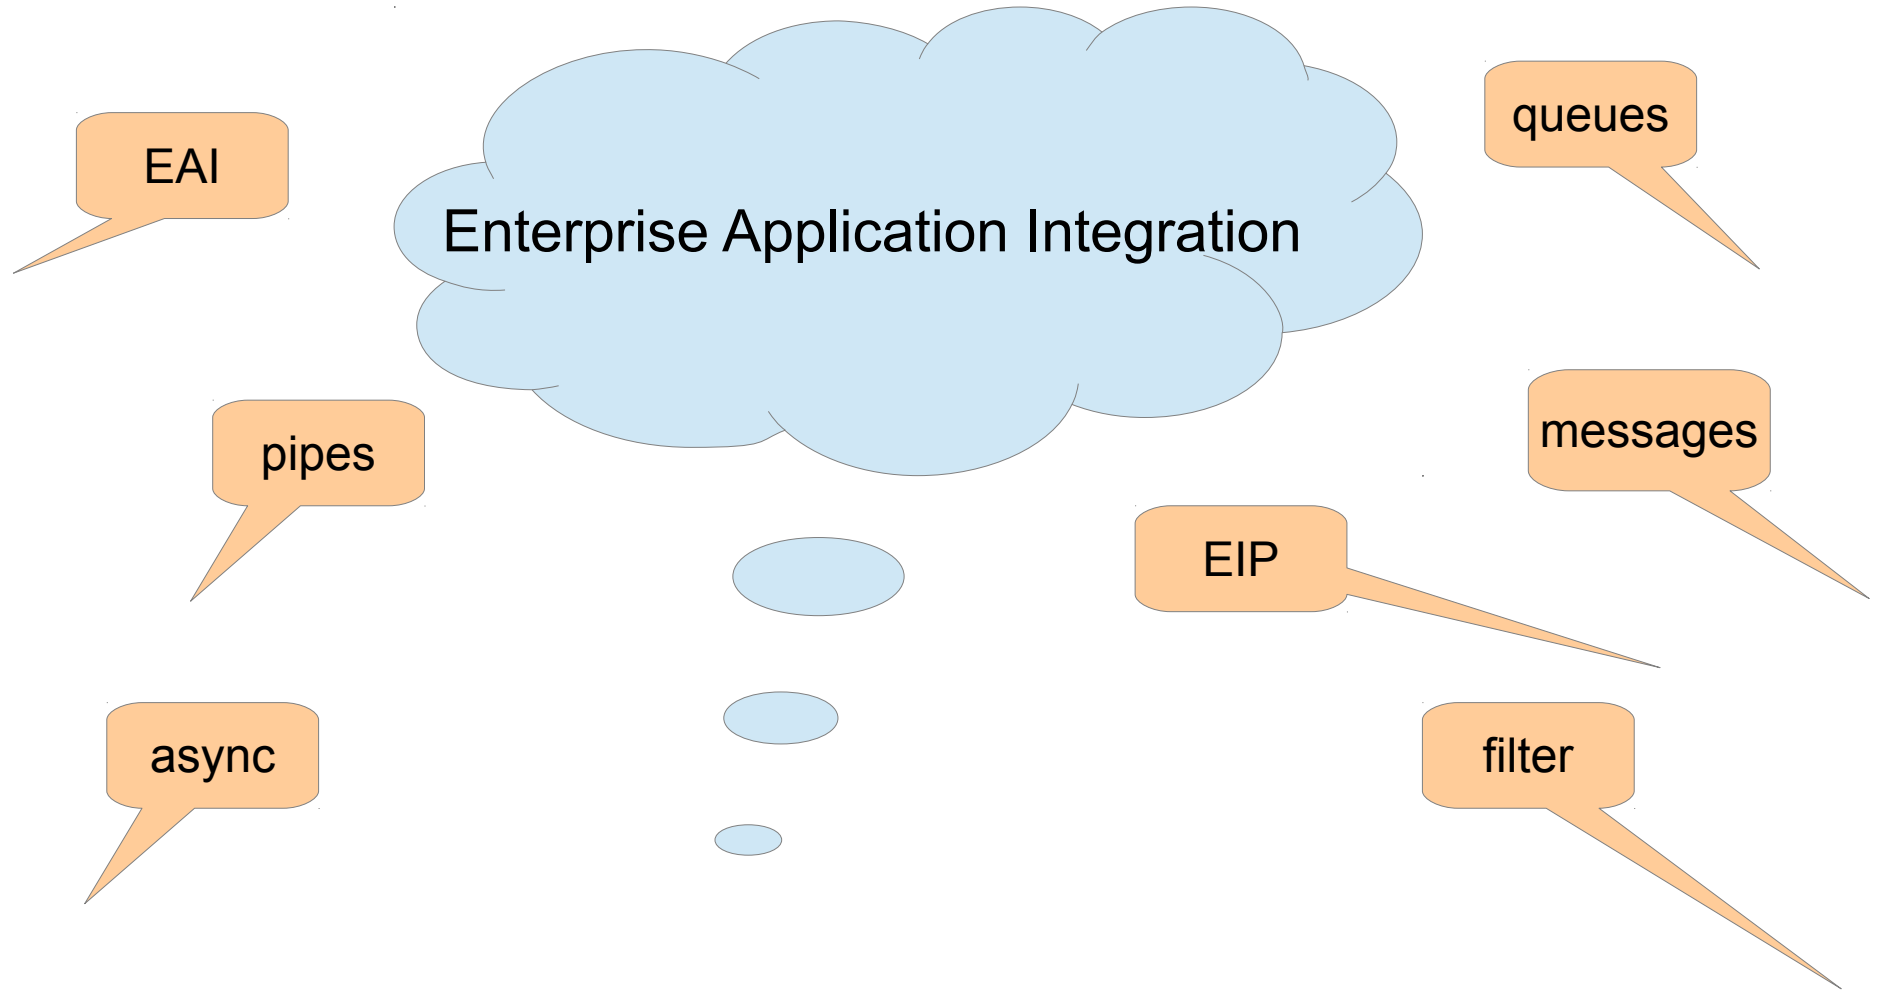 EAI
Enterprise Application Integration
queues
pipes
messages
EIP
async
filter